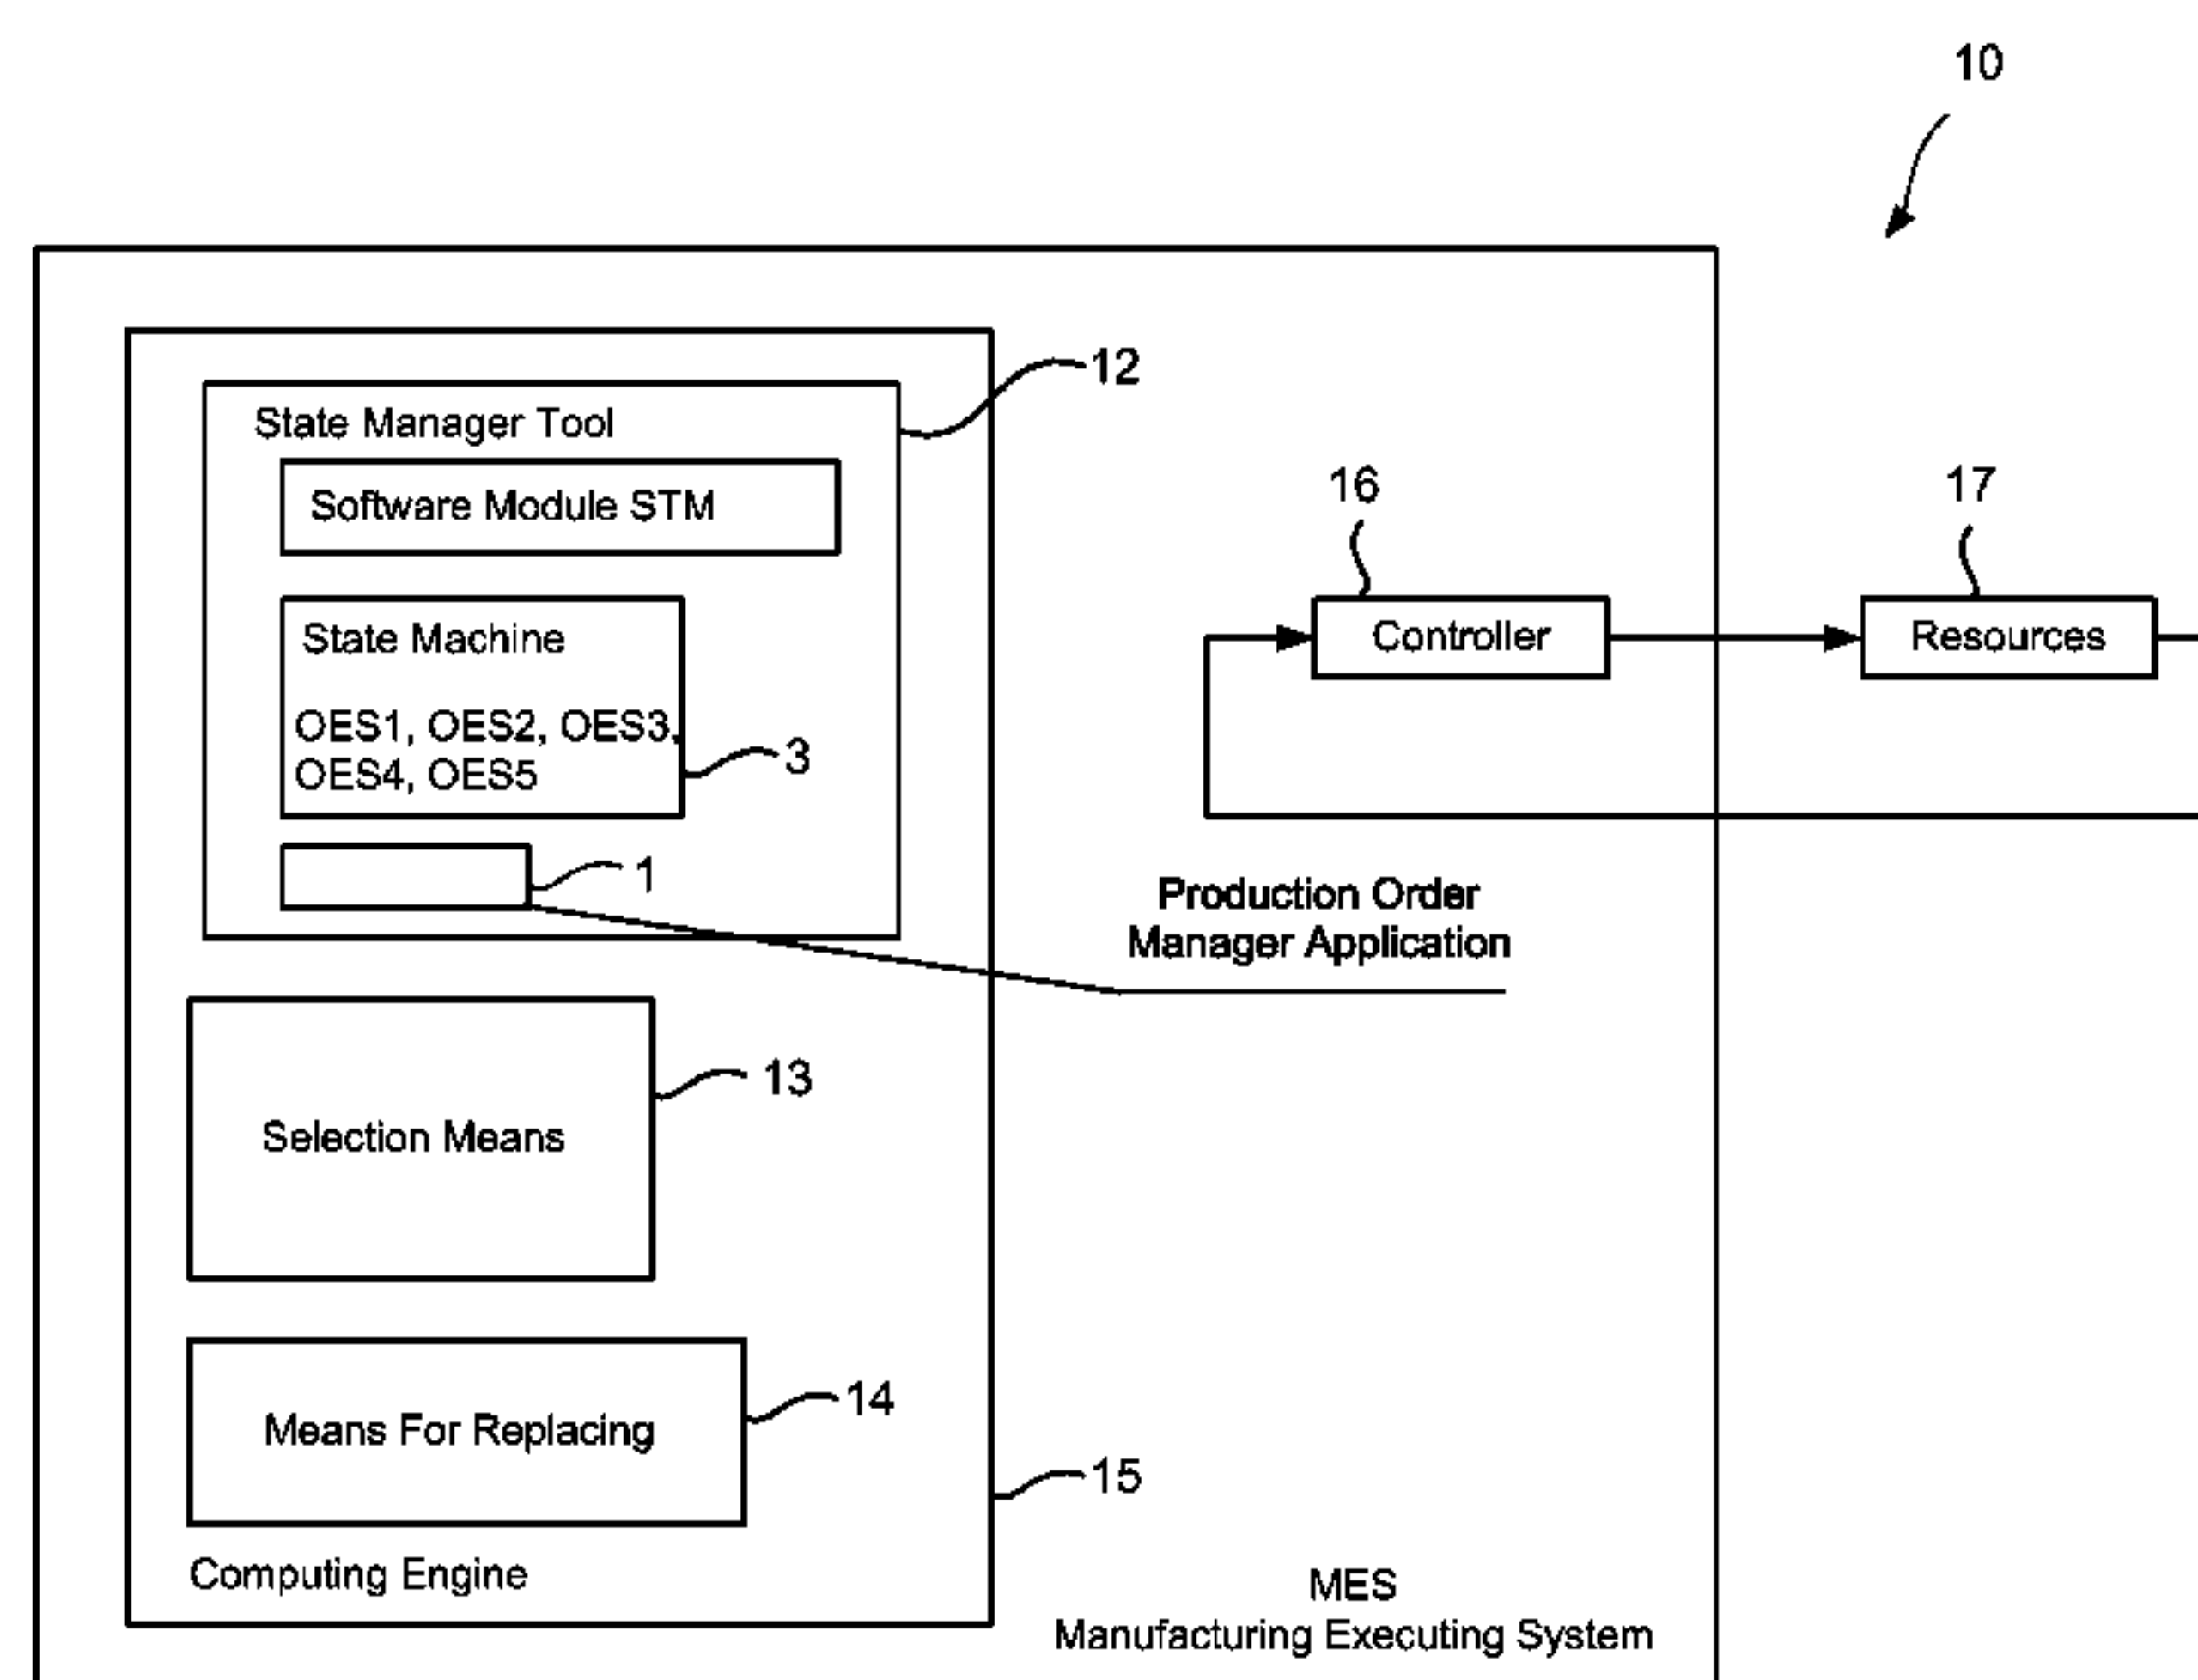 10
12
State Manager Tool
Software Module STM
16
17
State Machine
Controller
Resources
OES1, OES2, OES3,
OES4, OES5
3
1
Production Order
Manager Application
13
Selection Means
14
Means For Replacing
15
Computing Engine
MES
Manufacturing Executing System